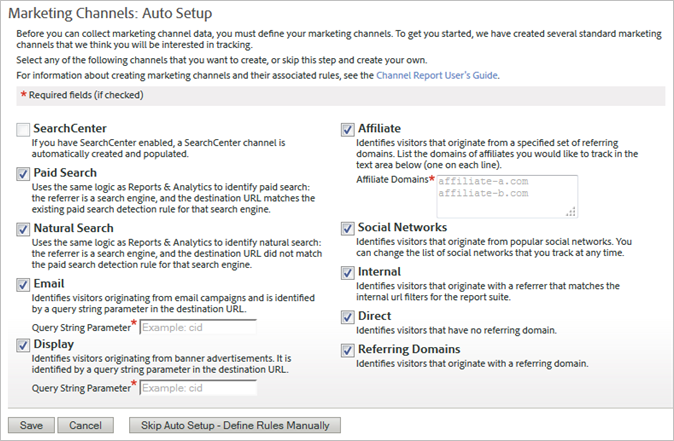 Marketing Channels: Auto Setup
Before you can collect marketing channel data, you must define your marketing channels. To get you started, we have created several standard marketing
channels that we think you will be interested in tracking.
Select any of the following channels that you want to create, or skip this step and create your own.
For information about creating marketing channels and their associated rules, see the Channel Report User's Guide.
* Required fields (if checked)
SearchCenter
If you have SearchCenter enabled, a SearchCenter channel is
automatically created and populated.
Paid Search
Uses the same logic as Reports & Analytics to identify paid search:
the referrer is a search engine, and the destination URL matches the
existing paid search detection rule for that search engine.
Natural Search
Uses the same logic as Reports & Analytics to identify natural search:
the referrer is a search engine, and the destination URL did not match
the paid search detection rule for that search engine.
Email
Identifies visitors originating from email campaigns and is identified
by a query string parameter in the destination URL.
Query String Parameter* Example: cid
Display
Identifies visitors originating from banner advertisements. It is
identified by a query string parameter in the destination URL.
Query String Parameter* Example: cid
Affiliate
Identifies visitors that originate from a specified set of referring
domains. List the domains of affiliates you would like to track in the
text area below (one on each line).
Affiliate Domains* affiliate-a.com
affiliate-b.com
Social Networks
Identifies visitors that originate from popular social networks. You
can change the list of social networks that you track at any time.
Internal
Identifies visitors that originate with a referrer that matches the
internal url filters for the report suite.
Direct
Identifies visitors that have no referring domain.
Referring Domains
Identifies visitors that originate with a referring domain.
Save Cancel Skip Auto Setup - Define Rules Manually